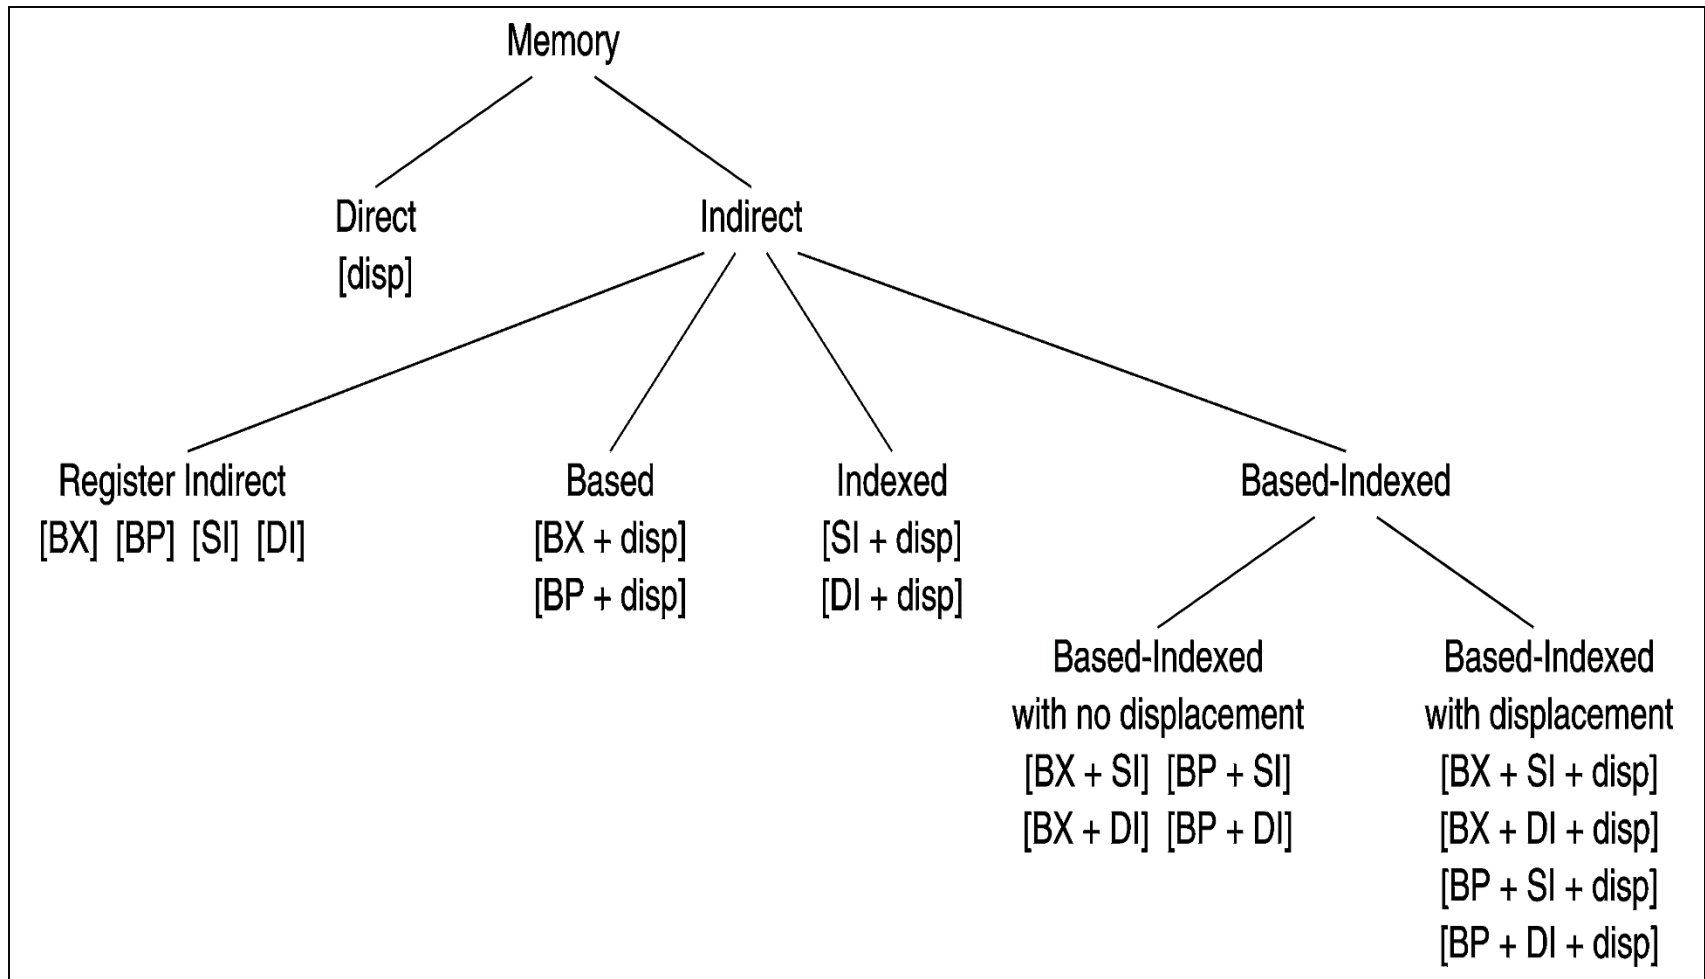 Memory
Direct
[disp]
Indirect
Register Indirect
[BX] [BP] [SI] [DI]
Based
[BX + disp]
[BP + disp]
Indexed
[SI + disp]
[DI + disp]
Based-Indexed
Based-Indexed
with no displacement
[BX + SI] [BP + SI]
[BX + DI] [BP + DI]
Based-Indexed
with displacement
[BX + SI + disp]
[BX + DI + disp]
[BP + SI + disp]
[BP + DI + disp]